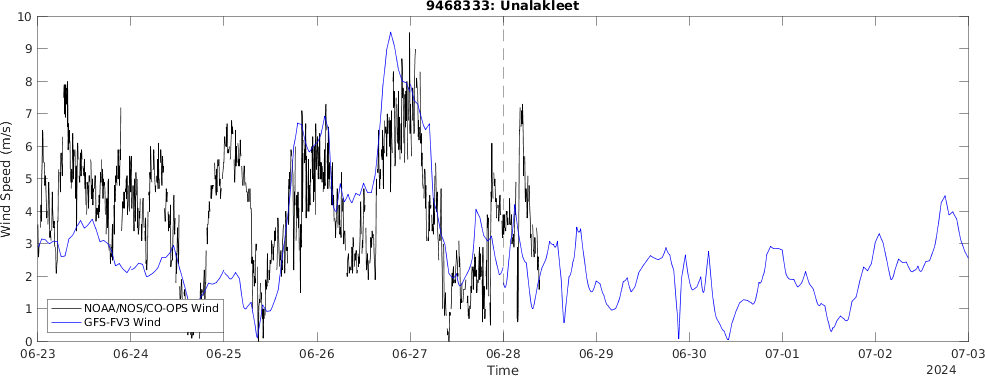 9468333: Unalakleet
10
9
8
7
6
5
4
3
2
1
0
Wind Speed (m/s)
NOAA/NOS/CO-OPS Wind
GFS-FV3 Wind
06-23 06-24 06-25 06-26 06-27 06-28 06-29 06-30 07-01 07-02 07-03
Time
2024